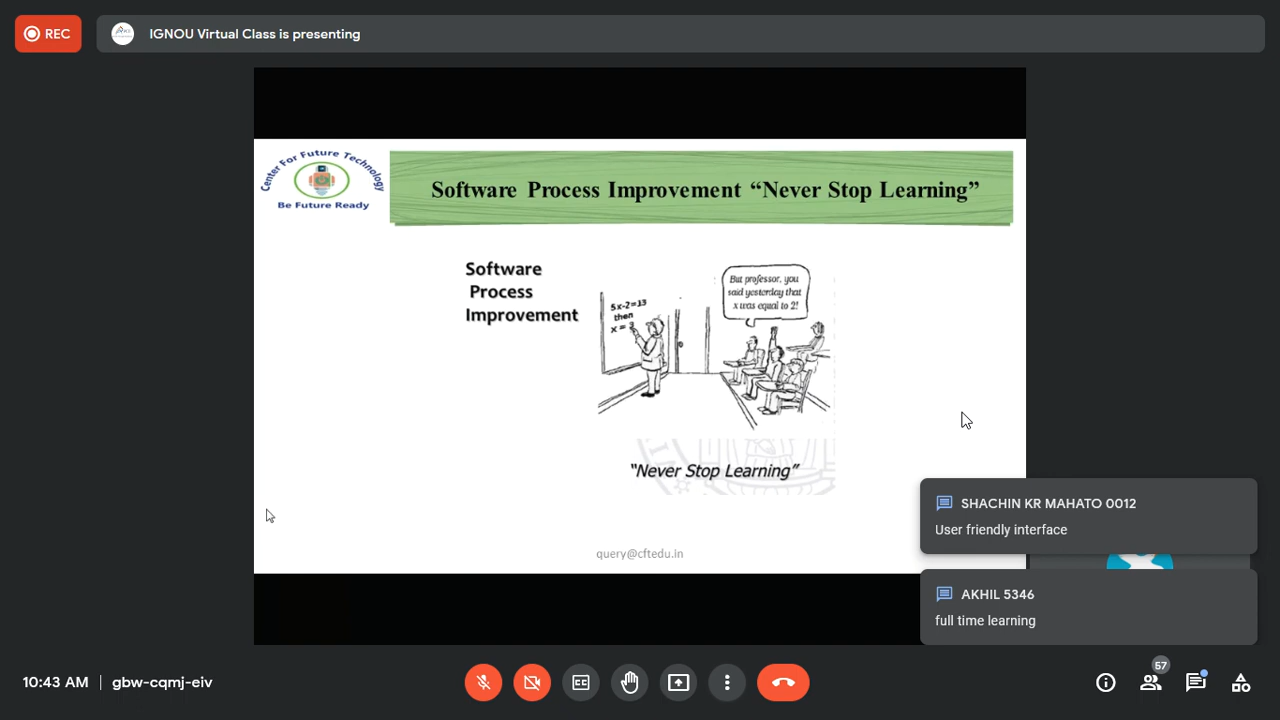 REC
IGNOU Virtual Class is presenting
Center For Future Technology
Be Future Ready
Software Process Improvement “Never Stop Learning”
Software
Process
Improvement
5x-2=13
then
x = 3
But professor, you
said yesterday that
x was equal to 2!
“Never Stop Learning”
query@cftedu.in
SHACHIN KR MAHATO 0012
User friendly interface
AKHIL 5346
full time learning
10:43 AM | gbw-cqmj-eiv
CC
57